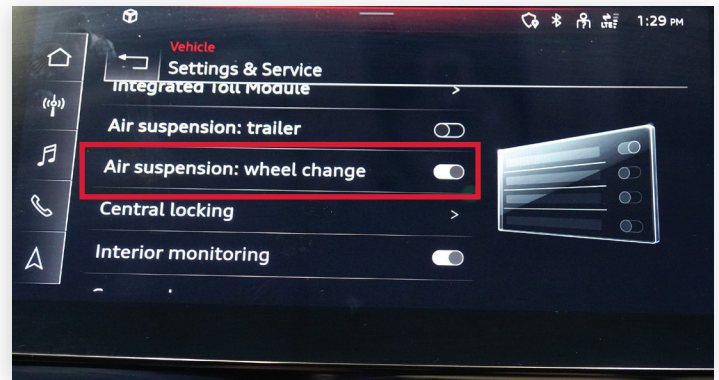 1:29 PM
Vehicle
Settings & Service
Integrated Toll Module
Air suspension: trailer
Air suspension: wheel change
Central locking
Interior monitoring